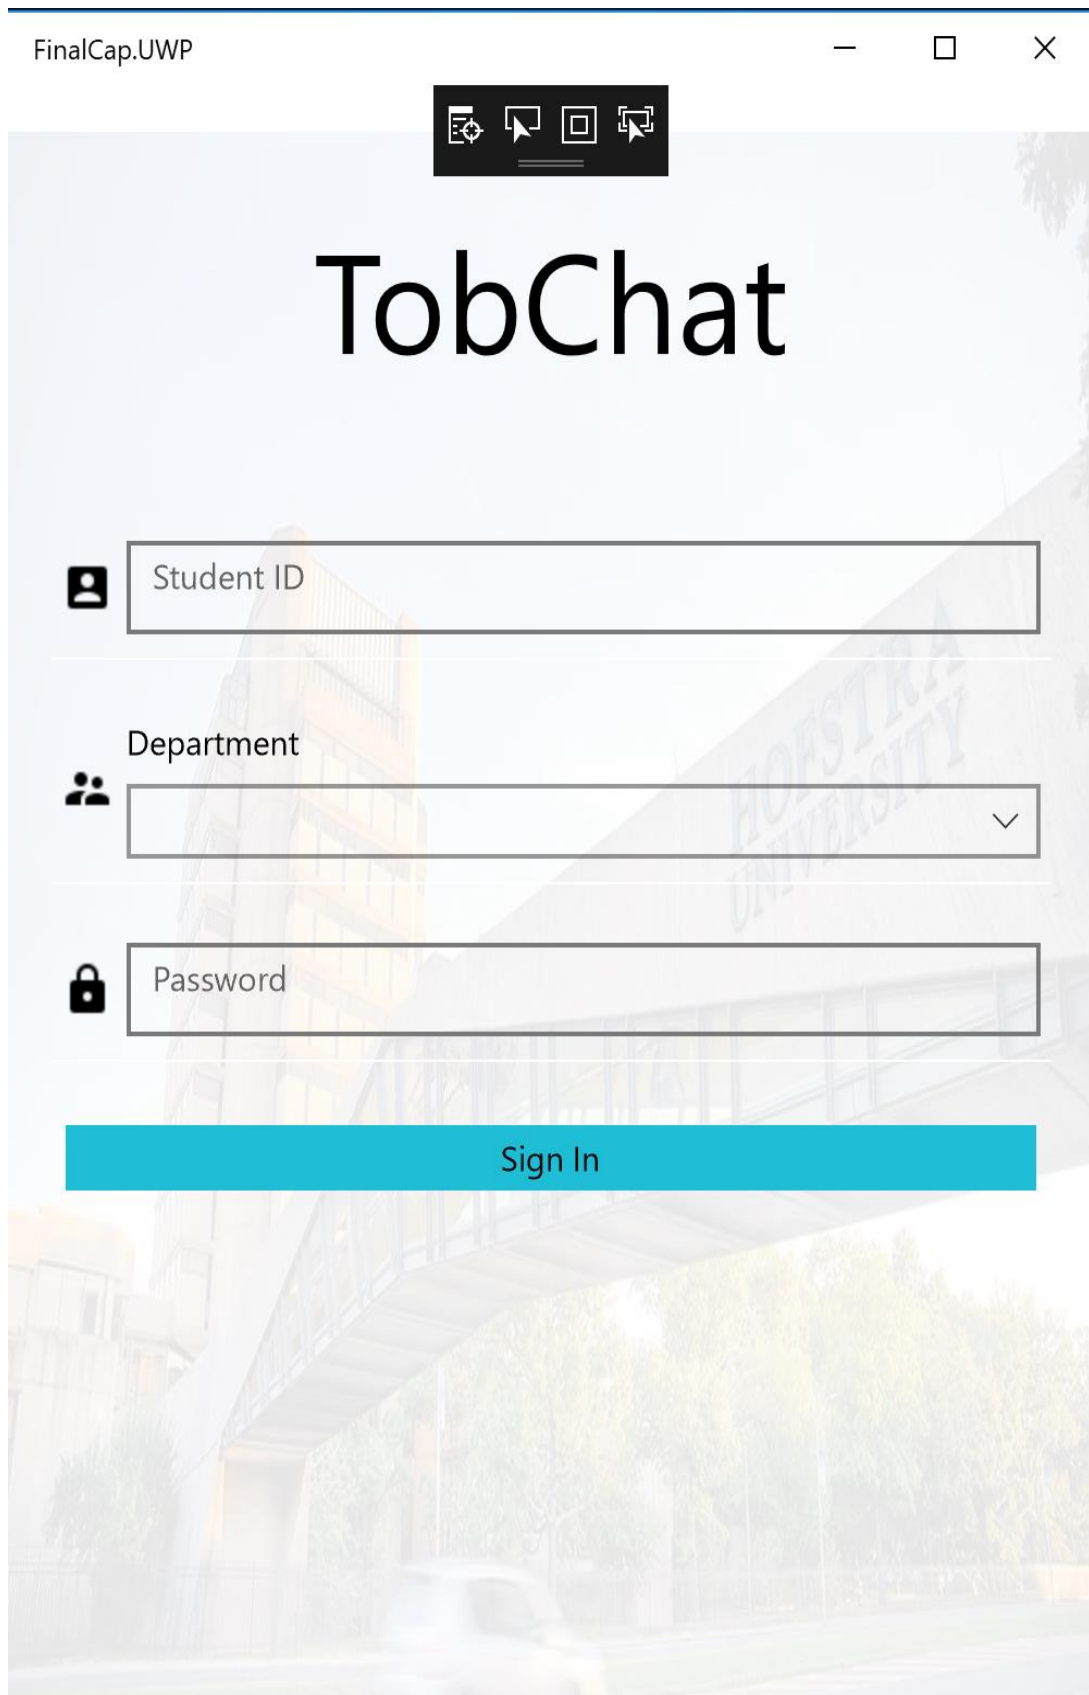 FinalCap.UWP
TobChat
Student ID
HOFSTRA
UNIVERSITY
Department
Password
Sign In